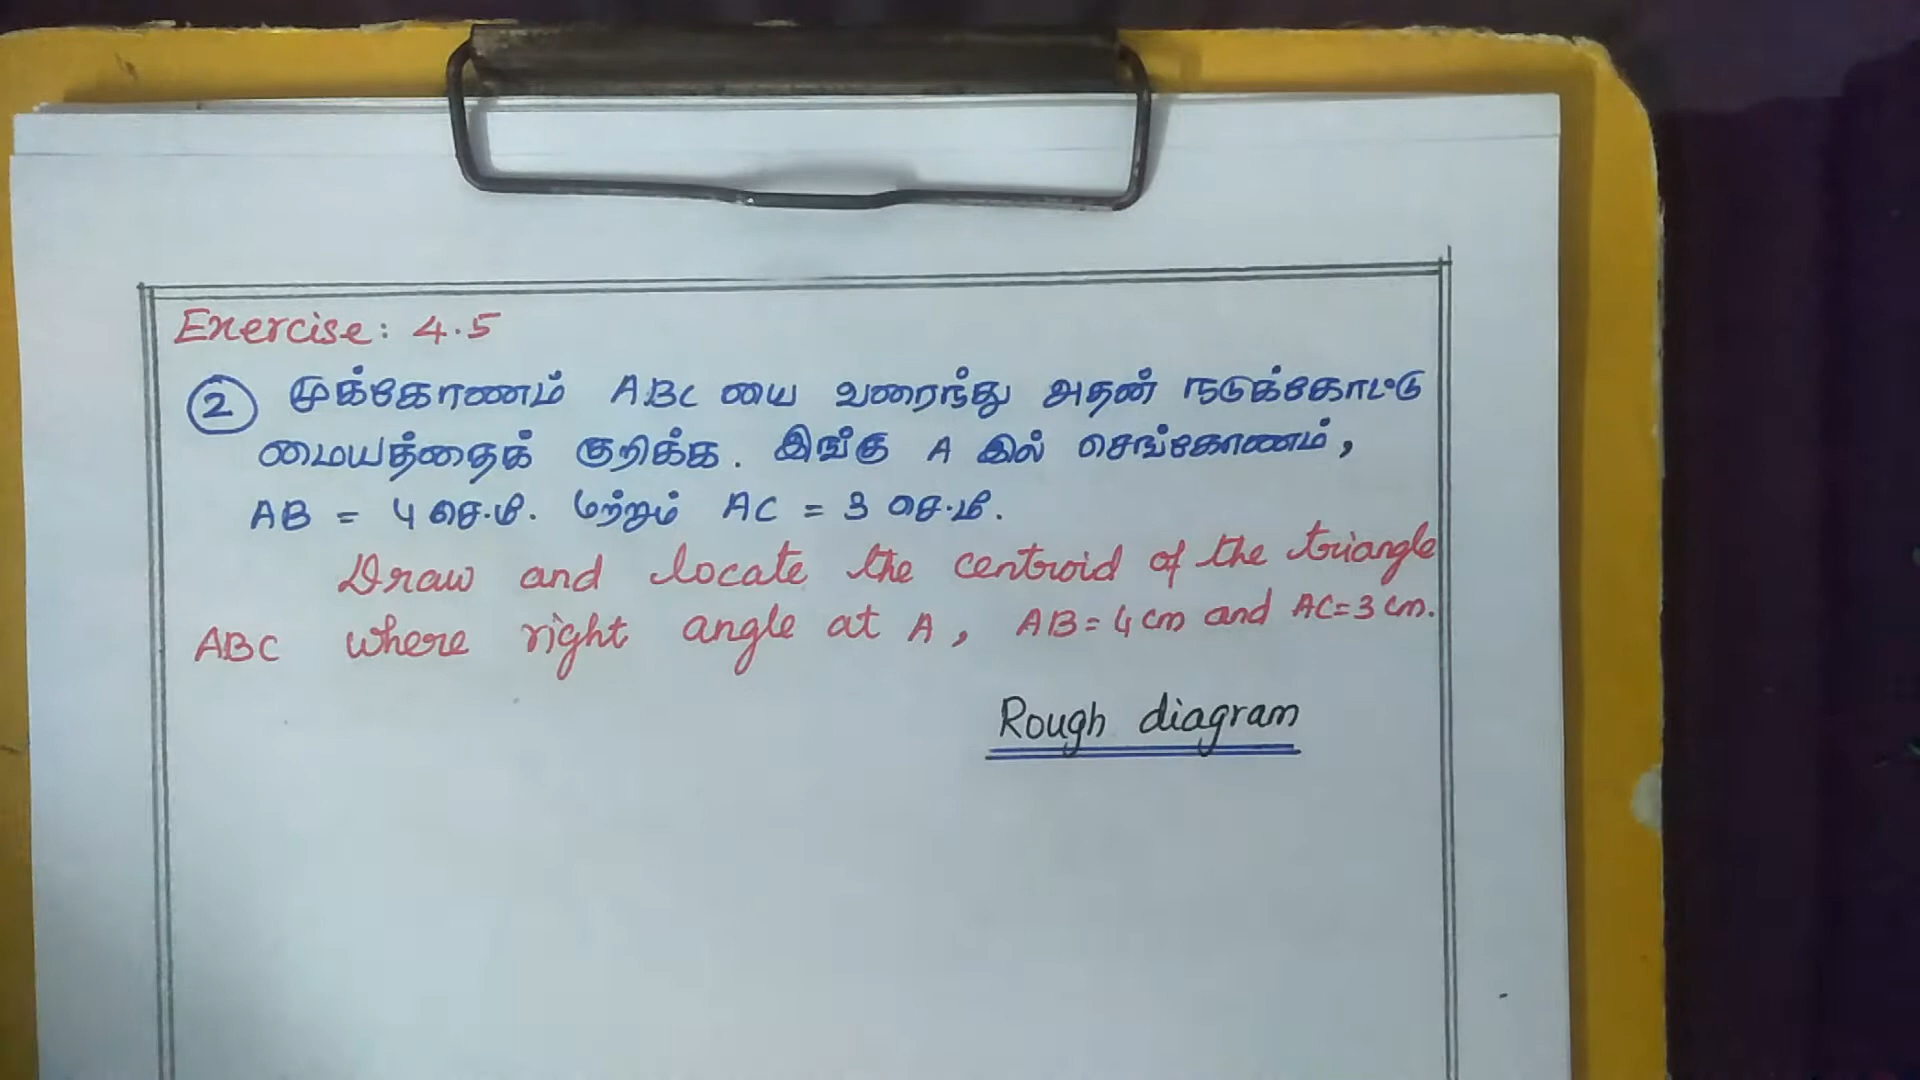 Exercise: 4.5
2 முக்கோணம் ABC யை வரைந்து அதன் நடுக்கோட்டு
மையத்தைக் குறிக்க. இங்கு A இல் செங்கோணம்,
AB = 4 செ.மீ. மற்றும் AC = 3 செ.மீ.
Draw and locate the centroid of the triangle
ABC where right angle at A, AB = 4 cm and AC = 3 cm.
Rough diagram